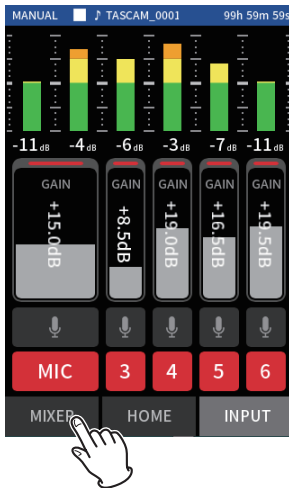 MANUAL ♪ TASCAM_0001 99h 59m 59s
-11dB -4dB -6dB -3dB -7dB -11dB
GAIN GAIN GAIN GAIN GAIN
+15.0dB +8.5dB +19.0dB +16.5dB +19.5dB
MIC 3 4 5 6
MIXER HOME INPUT